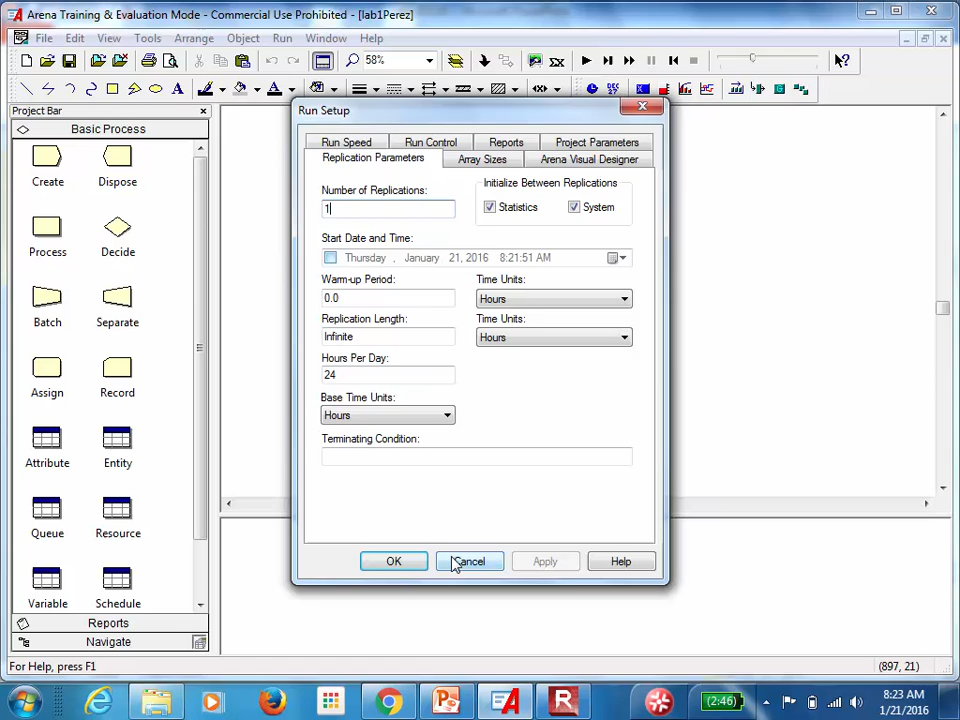 Arena Training & Evaluation Mode - Commercial Use Prohibited - [lab1Perez]
File Edit View Tools Arrange Object Run Window Help
58%
Project Bar
Basic Process
Create Dispose
Process Decide
Batch Separate
Assign Record
Attribute Entity
Queue Resource
Variable Schedule
Reports
Navigate
Run Setup
Run Speed Run Control Reports Project Parameters
Replication Parameters Array Sizes Arena Visual Designer
Number of Replications: Initialize Between Replications
1 Statistics System
Start Date and Time:
Thursday , January 21, 2016 8:21:51 AM
Warm-up Period: Time Units:
0.0 Hours
Replication Length: Time Units:
Infinite Hours
Hours Per Day:
24
Base Time Units:
Hours
Terminating Condition:
OK Cancel Apply Help
For Help, press F1 (897, 21)
(2:46) 8:23 AM
1/21/2016